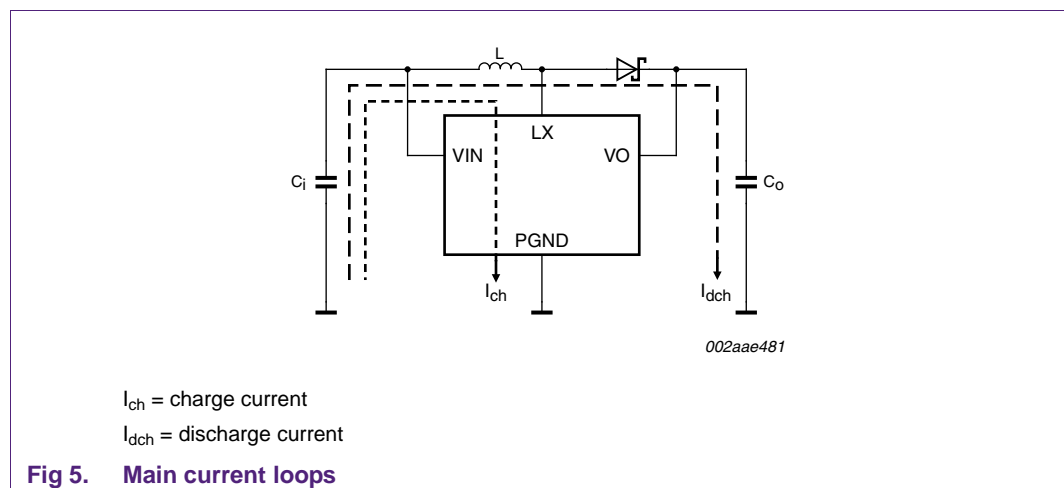 L
LX
VIN
VO
Ci
Co
PGND
Ich
Idch
002aae481
Ich = charge current
Idch = discharge current
Fig 5. Main current loops